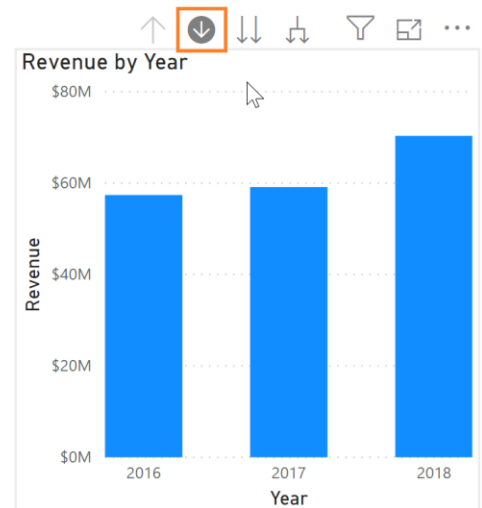 Revenue by Year
$80M
$60M
$40M
$20M
$0M
Revenue
2016 2017 2018
Year